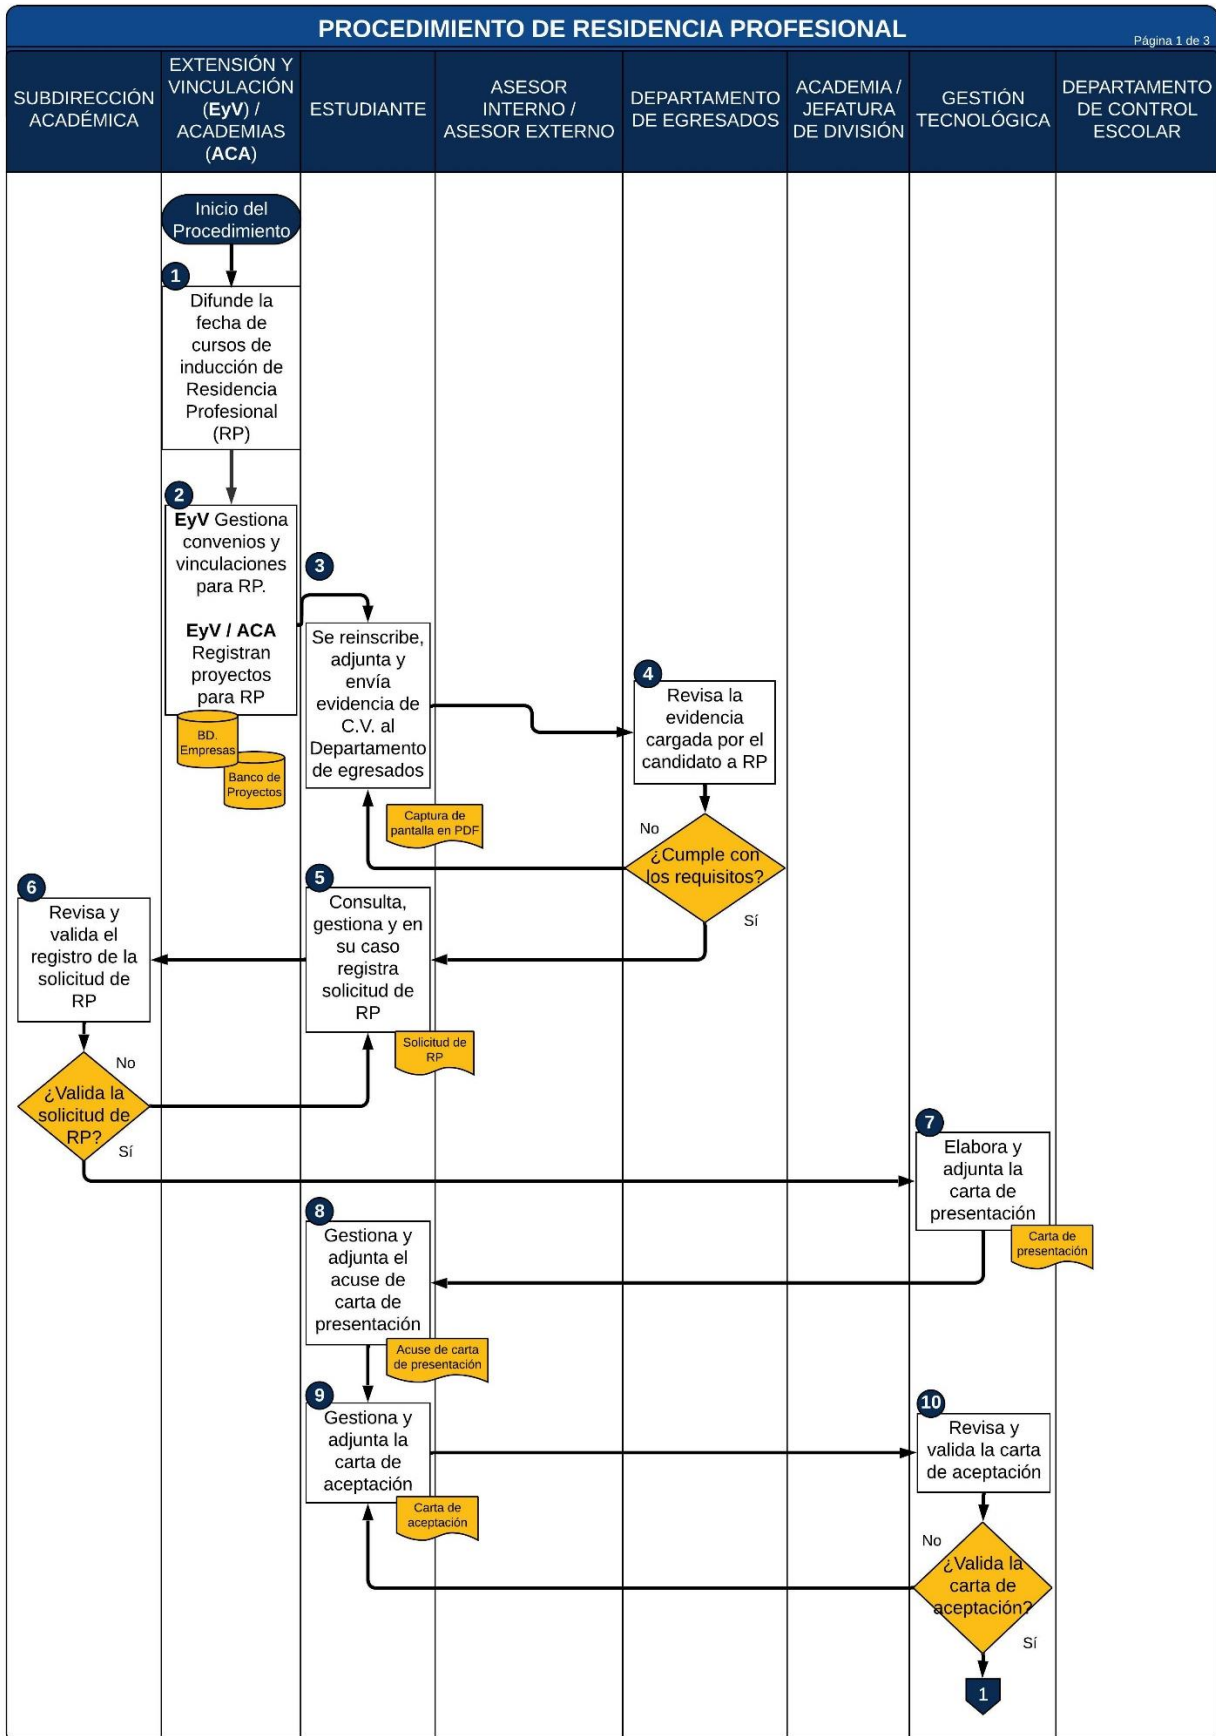 PROCEDIMIENTO DE RESIDENCIA PROFESIONAL
Página 1 de 3
SUBDIRECCIÓN
ACADÉMICA
EXTENSIÓN Y
VINCULACIÓN
(EyV) /
ACADEMIAS
(ACA)
ESTUDIANTE
ASESOR
INTERNO /
ASESOR EXTERNO
DEPARTAMENTO
DE EGRESADOS
ACADEMIA /
JEFATURA
DE DIVISIÓN
GESTIÓN
TECNOLÓGICA
DEPARTAMENTO
DE CONTROL
ESCOLAR
Inicio del
Procedimiento
1
Difunde la
fecha de
cursos de
inducción de
Residencia
Profesional
(RP)
2
EyV Gestiona
convenios y
vinculaciones
para RP.
EyV / ACA
Registran
proyectos
para RP
BD.
Empresas
Banco de
Proyectos
3
Se reinscribe,
adjunta y
envía
evidencia de
C.V. al
Departamento
de egresados
Captura de
pantalla en PDF
4
Revisa la
evidencia
cargada por el
candidato a RP
No
¿Cumple con
los requisitos?
Sí
5
Consulta,
gestiona y en
su caso
registra
solicitud de
RP
Solicitud de
RP
6
Revisa y
valida el
registro de la
solicitud de
RP
No
¿Valida la
solicitud de
RP?
Sí
7
Elabora y
adjunta la
carta de
presentación
Carta de
presentación
8
Gestiona y
adjunta el
acuse de
carta de
presentación
Acuse de carta
de presentación
9
Gestiona y
adjunta la
carta de
aceptación
Carta de
aceptación
10
Revisa y
valida la carta
de aceptación
No
¿Valida la
carta de
aceptación?
Sí
1